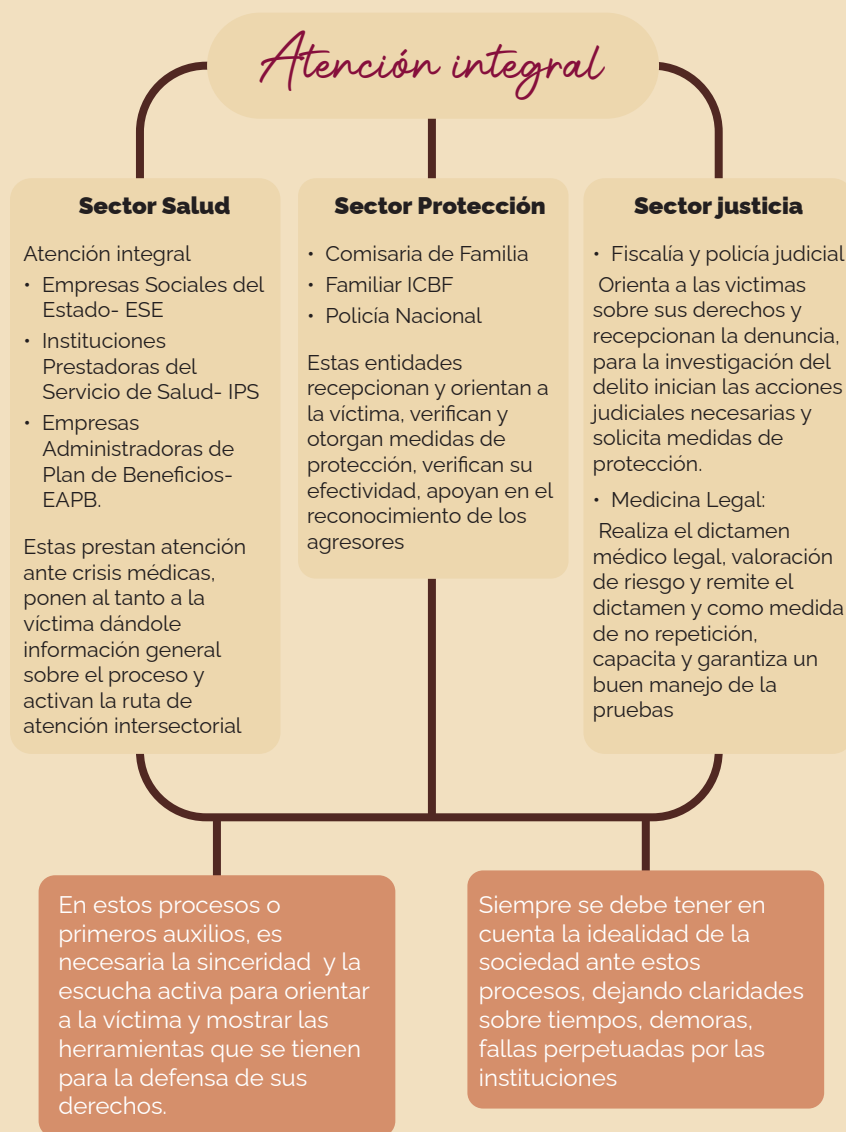 Atención integral
Sector Salud
Atención integral
• Empresas Sociales del
Estado- ESE
• Instituciones
Prestadoras del
Servicio de Salud- IPS
• Empresas
Administradoras de
Plan de Beneficios-
EAPB.
Estas prestan atención
ante crisis médicas,
ponen al tanto a la
víctima dándole
información general
sobre el proceso y
activan la ruta de
atención intersectorial
Sector Protección
• Comisaria de Familia
• Familiar ICBF
• Policía Nacional
Estas entidades
recepcionan y orientan a
la víctima, verifican y
otorgan medidas de
protección, verifican su
efectividad, apoyan en el
reconocimiento de los
agresores
Sector justicia
• Fiscalía y policía judicial
Orienta a las victimas
sobre sus derechos y
recepcionan la denuncia,
para la investigación del
delito inician las acciones
judiciales necesarias y
solicita medidas de
protección.
• Medicina Legal:
Realiza el dictamen
médico legal, valoración
de riesgo y remite el
dictamen y como medida
de no repetición,
capacita y garantiza un
buen manejo de la
pruebas
En estos procesos o
primeros auxilios, es
necesaria la sinceridad y la
escucha activa para orientar
a la víctima y mostrar las
herramientas que se tienen
para la defensa de sus
derechos.
Siempre se debe tener en
cuenta la idealidad de la
sociedad ante estos
procesos, dejando claridades
sobre tiempos, demoras,
fallas perpetuadas por las
instituciones